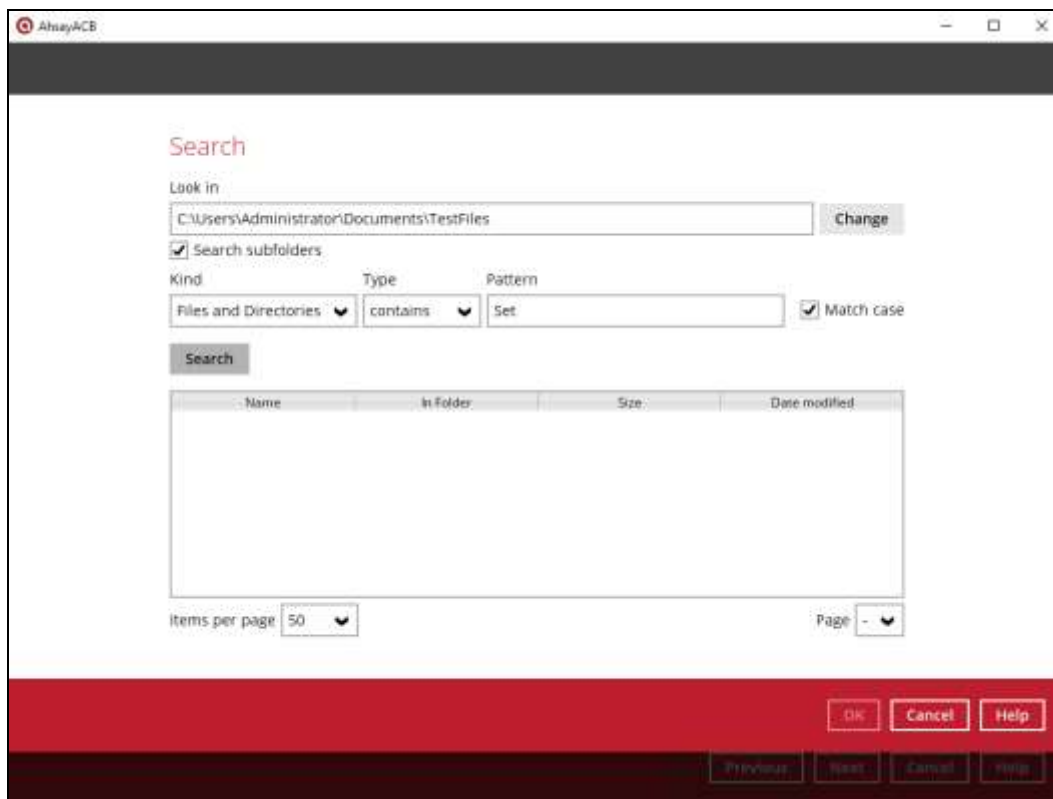 AhsayACB
Search
Look in
C:\Users\Administrator\Documents\TestFiles
Change
Search subfolders
Kind
Type
Pattern
Files and Directories
contains
Set
Match case
Search
Name
In Folder
Size
Date modified
Items per page
50
Page
-
OK
Cancel
Help
Previous
Next
Cancel
Help